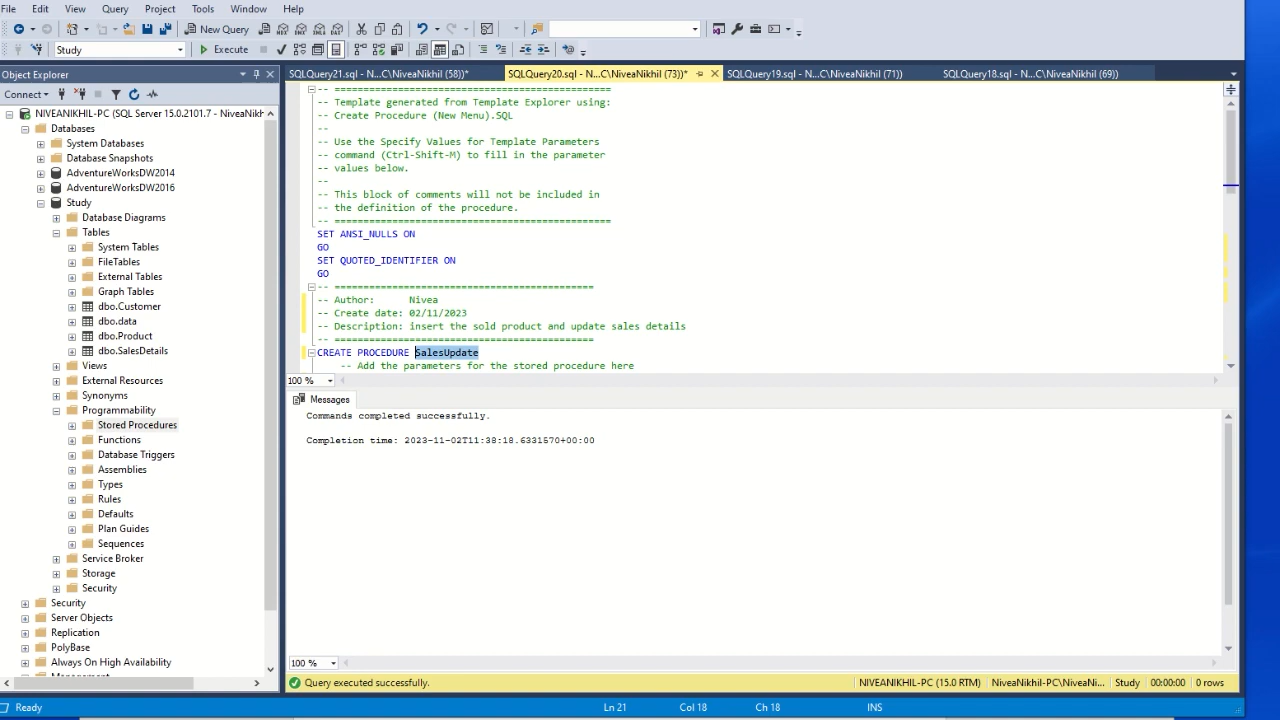 File Edit View Query Project Tools Window Help
New Query
Study Execute
Object Explorer
Connect
NIVEANIKHIL-PC (SQL Server 15.0.2101.7 - NiveaNikh
Databases
System Databases
Database Snapshots
AdventureWorksDW2014
AdventureWorksDW2016
Study
Database Diagrams
Tables
System Tables
FileTables
External Tables
Graph Tables
dbo.Customer
dbo.data
dbo.Product
dbo.SalesDetails
Views
External Resources
Synonyms
Programmability
Stored Procedures
Functions
Database Triggers
Assemblies
Types
Rules
Defaults
Plan Guides
Sequences
Service Broker
Storage
Security
Security
Server Objects
Replication
PolyBase
Always On High Availability
SQLQuery21.sql - N...C\NiveaNikhil (58))* SQLQuery20.sql - N...C\NiveaNikhil (73))* SQLQuery19.sql - N...C\NiveaNikhil (71)) SQLQuery18.sql - N...C\NiveaNikhil (69))
-- ================================================
-- Template generated from Template Explorer using:
-- Create Procedure (New Menu).SQL
--
-- Use the Specify Values for Template Parameters
-- command (Ctrl-Shift-M) to fill in the parameter
-- values below.
--
-- This block of comments will not be included in
-- the definition of the procedure.
-- ================================================
SET ANSI_NULLS ON
GO
SET QUOTED_IDENTIFIER ON
GO
-- =============================================
-- Author: Nivea
-- Create date: 02/11/2023
-- Description: insert the sold product and update sales details
-- =============================================
CREATE PROCEDURE SalesUpdate
-- Add the parameters for the stored procedure here
100 %
Messages
Commands completed successfully.
Completion time: 2023-11-02T11:38:18.6331570+00:00
100 %
Query executed successfully. NIVEANIKHIL-PC (15.0 RTM) NiveaNikhil-PC\NiveaNi... Study 00:00:00 0 rows
Ready Ln 21 Col 18 Ch 18 INS